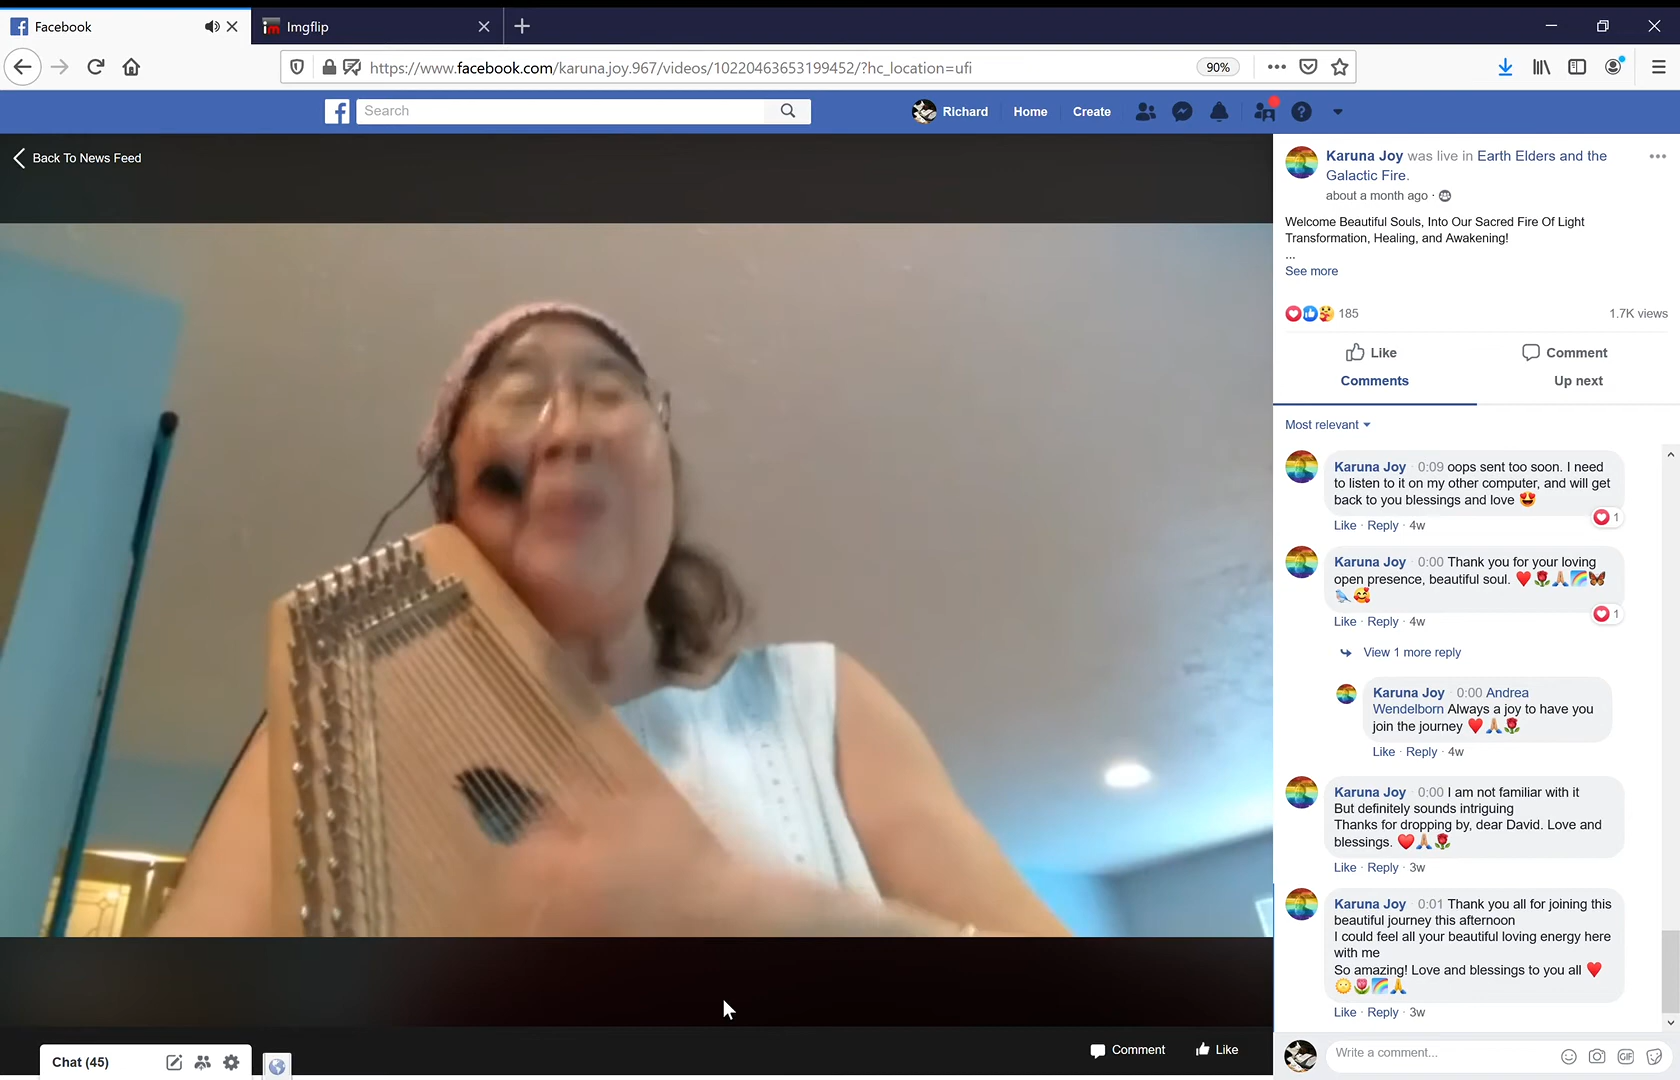 Facebook
Imgflip
https://www.facebook.com/karuna.joy.967/videos/10220463653199452/?hc_location=ufi
90%
Search
Richard
Home
Create
Back To News Feed
Karuna Joy was live in Earth Elders and the
Galactic Fire.
about a month ago ·
Welcome Beautiful Souls, Into Our Sacred Fire Of Light
Transformation, Healing, and Awakening!
...
See more
185
1.7K views
Like
Comment
Comments
Up next
Most relevant
Karuna Joy · 0:09 oops sent too soon. I need
to listen to it on my other computer, and will get
back to you blessings and love 😍
1
Like · Reply · 4w
Karuna Joy · 0:00 Thank you for your loving
open presence, beautiful soul. ❤️🌹🙏🌈🦋
🐦🥰
1
Like · Reply · 4w
View 1 more reply
Karuna Joy · 0:00 Andrea
Wendelborn Always a joy to have you
join the journey ❤️🙏🌹
Like · Reply · 4w
Karuna Joy · 0:00 I am not familiar with it
But definitely sounds intriguing
Thanks for dropping by, dear David. Love and
blessings. ❤️🙏🌹
Like · Reply · 3w
Karuna Joy · 0:01 Thank you all for joining this
beautiful journey this afternoon
I could feel all your beautiful loving energy here
with me
So amazing! Love and blessings to you all ❤️
🌞🌷🌈🙏
Like · Reply · 3w
Comment
Like
Chat (45)
Write a comment...
GIF